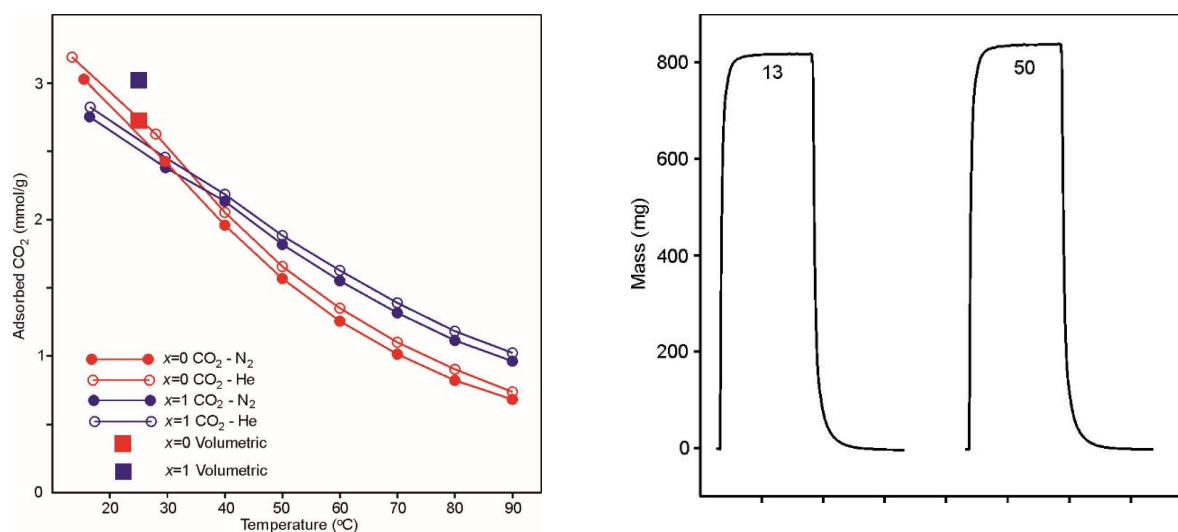 3
2
1
0
Adsorbed CO₂ (mmol/g)
x=0 CO₂ - N₂
x=0 CO₂ - He
x=1 CO₂ - N₂
x=1 CO₂ - He
x=0 Volumetric
x=1 Volumetric
20 30 40 50 60 70 80 90
Temperature (ºC)
800
600
400
200
0
Mass (mg)
13
50